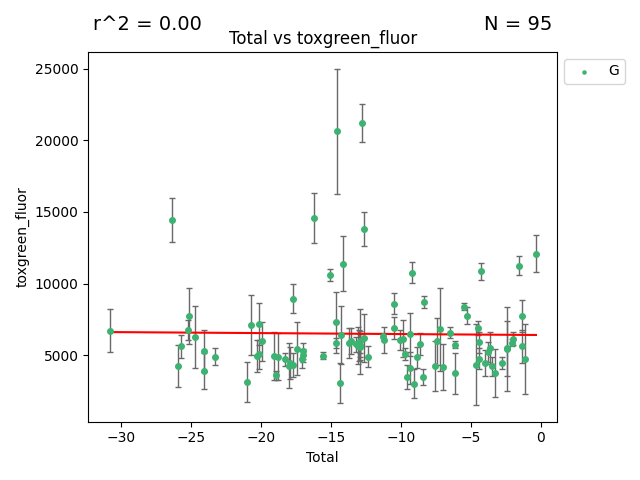 r^2 = 0.00
N = 95
Total vs toxgreen_fluor
G
toxgreen_fluor
25000
20000
15000
10000
5000
−30
−25
−20
−15
−10
−5
0
Total